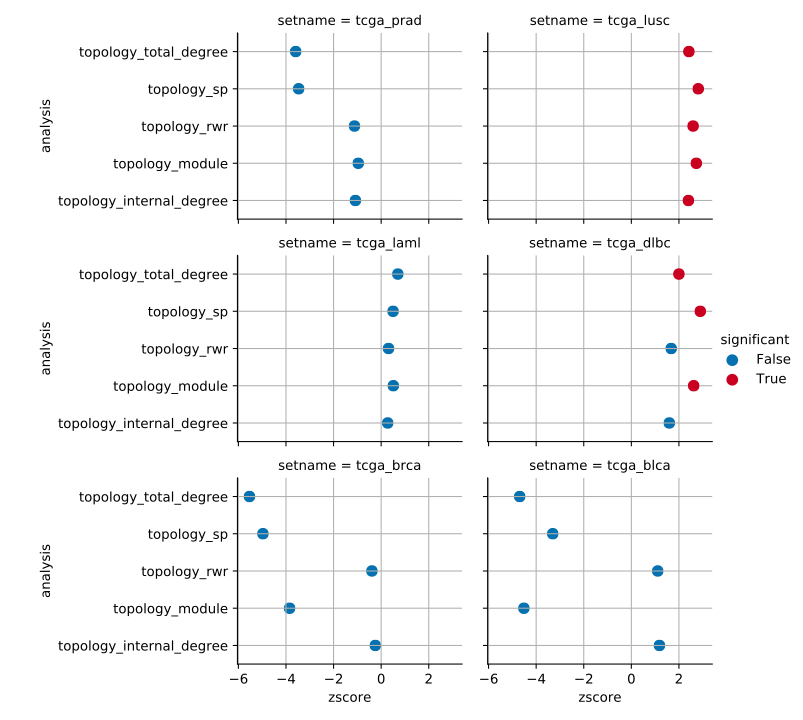 setname = tcga_prad
setname = tcga_lusc
topology_total_degree
topology_sp
topology_rwr
topology_module
topology_internal_degree
analysis
setname = tcga_laml
setname = tcga_dlbc
topology_total_degree
topology_sp
topology_rwr
topology_module
topology_internal_degree
analysis
significant
False
True
setname = tcga_brca
setname = tcga_blca
topology_total_degree
topology_sp
topology_rwr
topology_module
topology_internal_degree
analysis
−6 −4 −2 0 2
−6 −4 −2 0 2
zscore
zscore